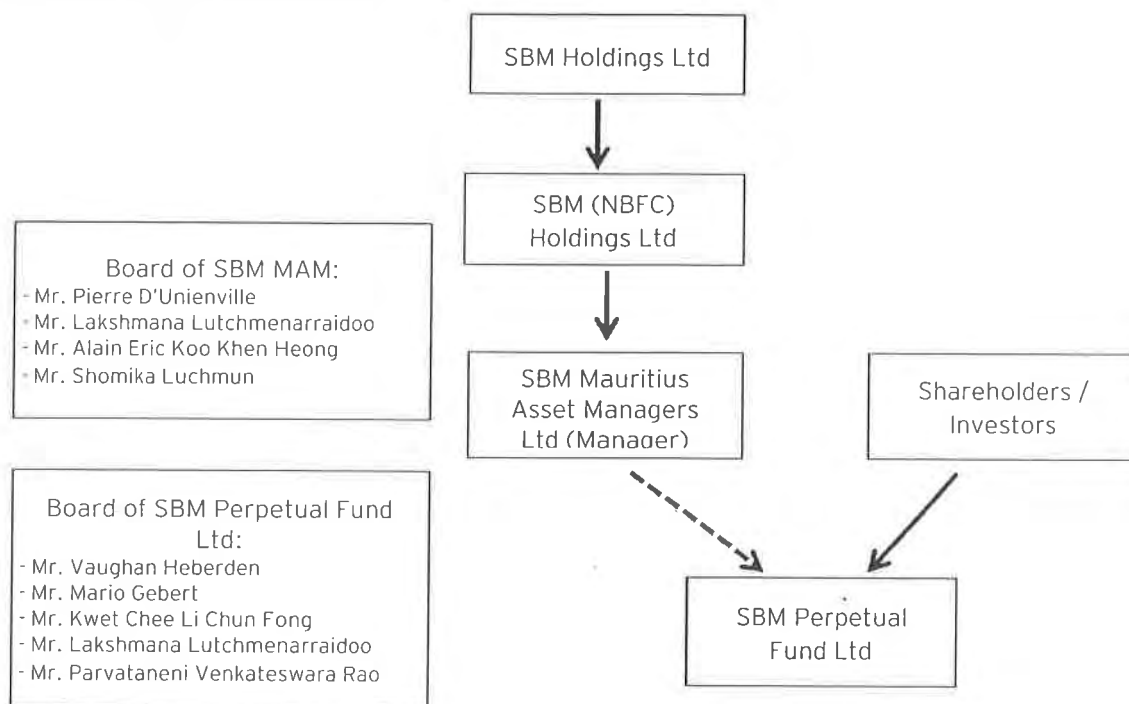 SBM Holdings Ltd
SBM (NBFC)
Holdings Ltd
Board of SBM MAM:
- Mr. Pierre D'Unienville
- Mr. Lakshmana Lutchmenarraidoo
- Mr. Alain Eric Koo Khen Heong
- Mr. Shomika Luchmun
SBM Mauritius
Asset Managers
Ltd (Manager)
Shareholders /
Investors
Board of SBM Perpetual Fund
Ltd:
- Mr. Vaughan Heberden
- Mr. Mario Gebert
- Mr. Kwet Chee Li Chun Fong
- Mr. Lakshmana Lutchmenarraidoo
- Mr. Parvataneni Venkateswara Rao
SBM Perpetual
Fund Ltd